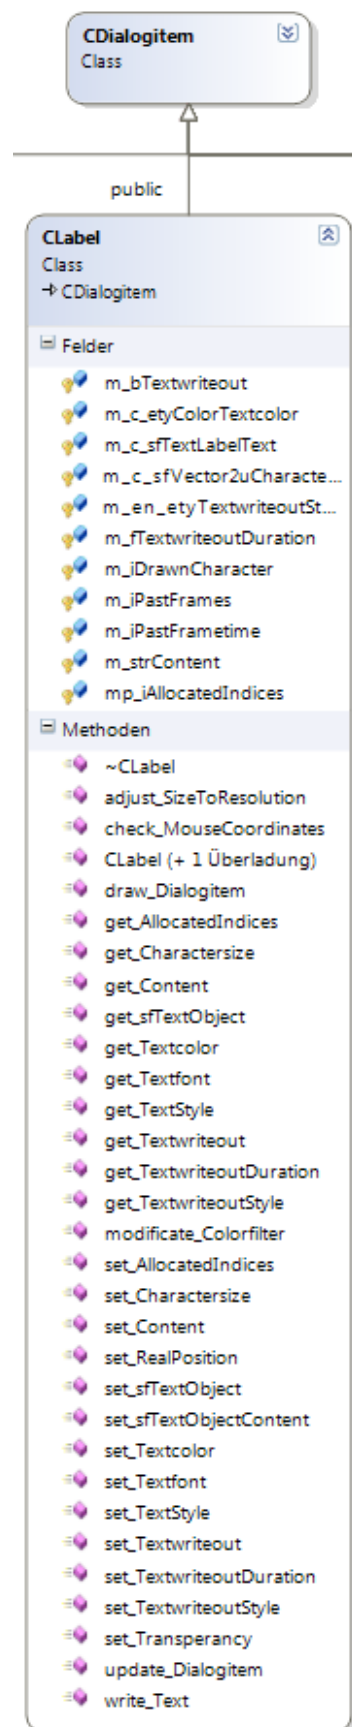 CDialogitem
Class
public
CLabel
Class
CDialogitem
Felder
m_bTextwriteout
m_c_etyColorTextcolor
m_c_sfTextLabelText
m_c_sfVector2uCharacte...
m_en_etyTextwriteoutSt...
m_fTextwriteoutDuration
m_iDrawnCharacter
m_iPastFrames
m_iPastFrametime
m_strContent
mp_iAllocatedIndices
Methoden
~CLabel
adjust_SizeToResolution
check_MouseCoordinates
CLabel (+ 1 Überladung)
draw_Dialogitem
get_AllocatedIndices
get_Charactersize
get_Content
get_sfTextObject
get_Textcolor
get_Textfont
get_TextStyle
get_Textwriteout
get_TextwriteoutDuration
get_TextwriteoutStyle
modificate_Colorfilter
set_AllocatedIndices
set_Charactersize
set_Content
set_RealPosition
set_sfTextObject
set_sfTextObjectContent
set_Textcolor
set_Textfont
set_TextStyle
set_Textwriteout
set_TextwriteoutDuration
set_TextwriteoutStyle
set_Transperancy
update_Dialogitem
write_Text